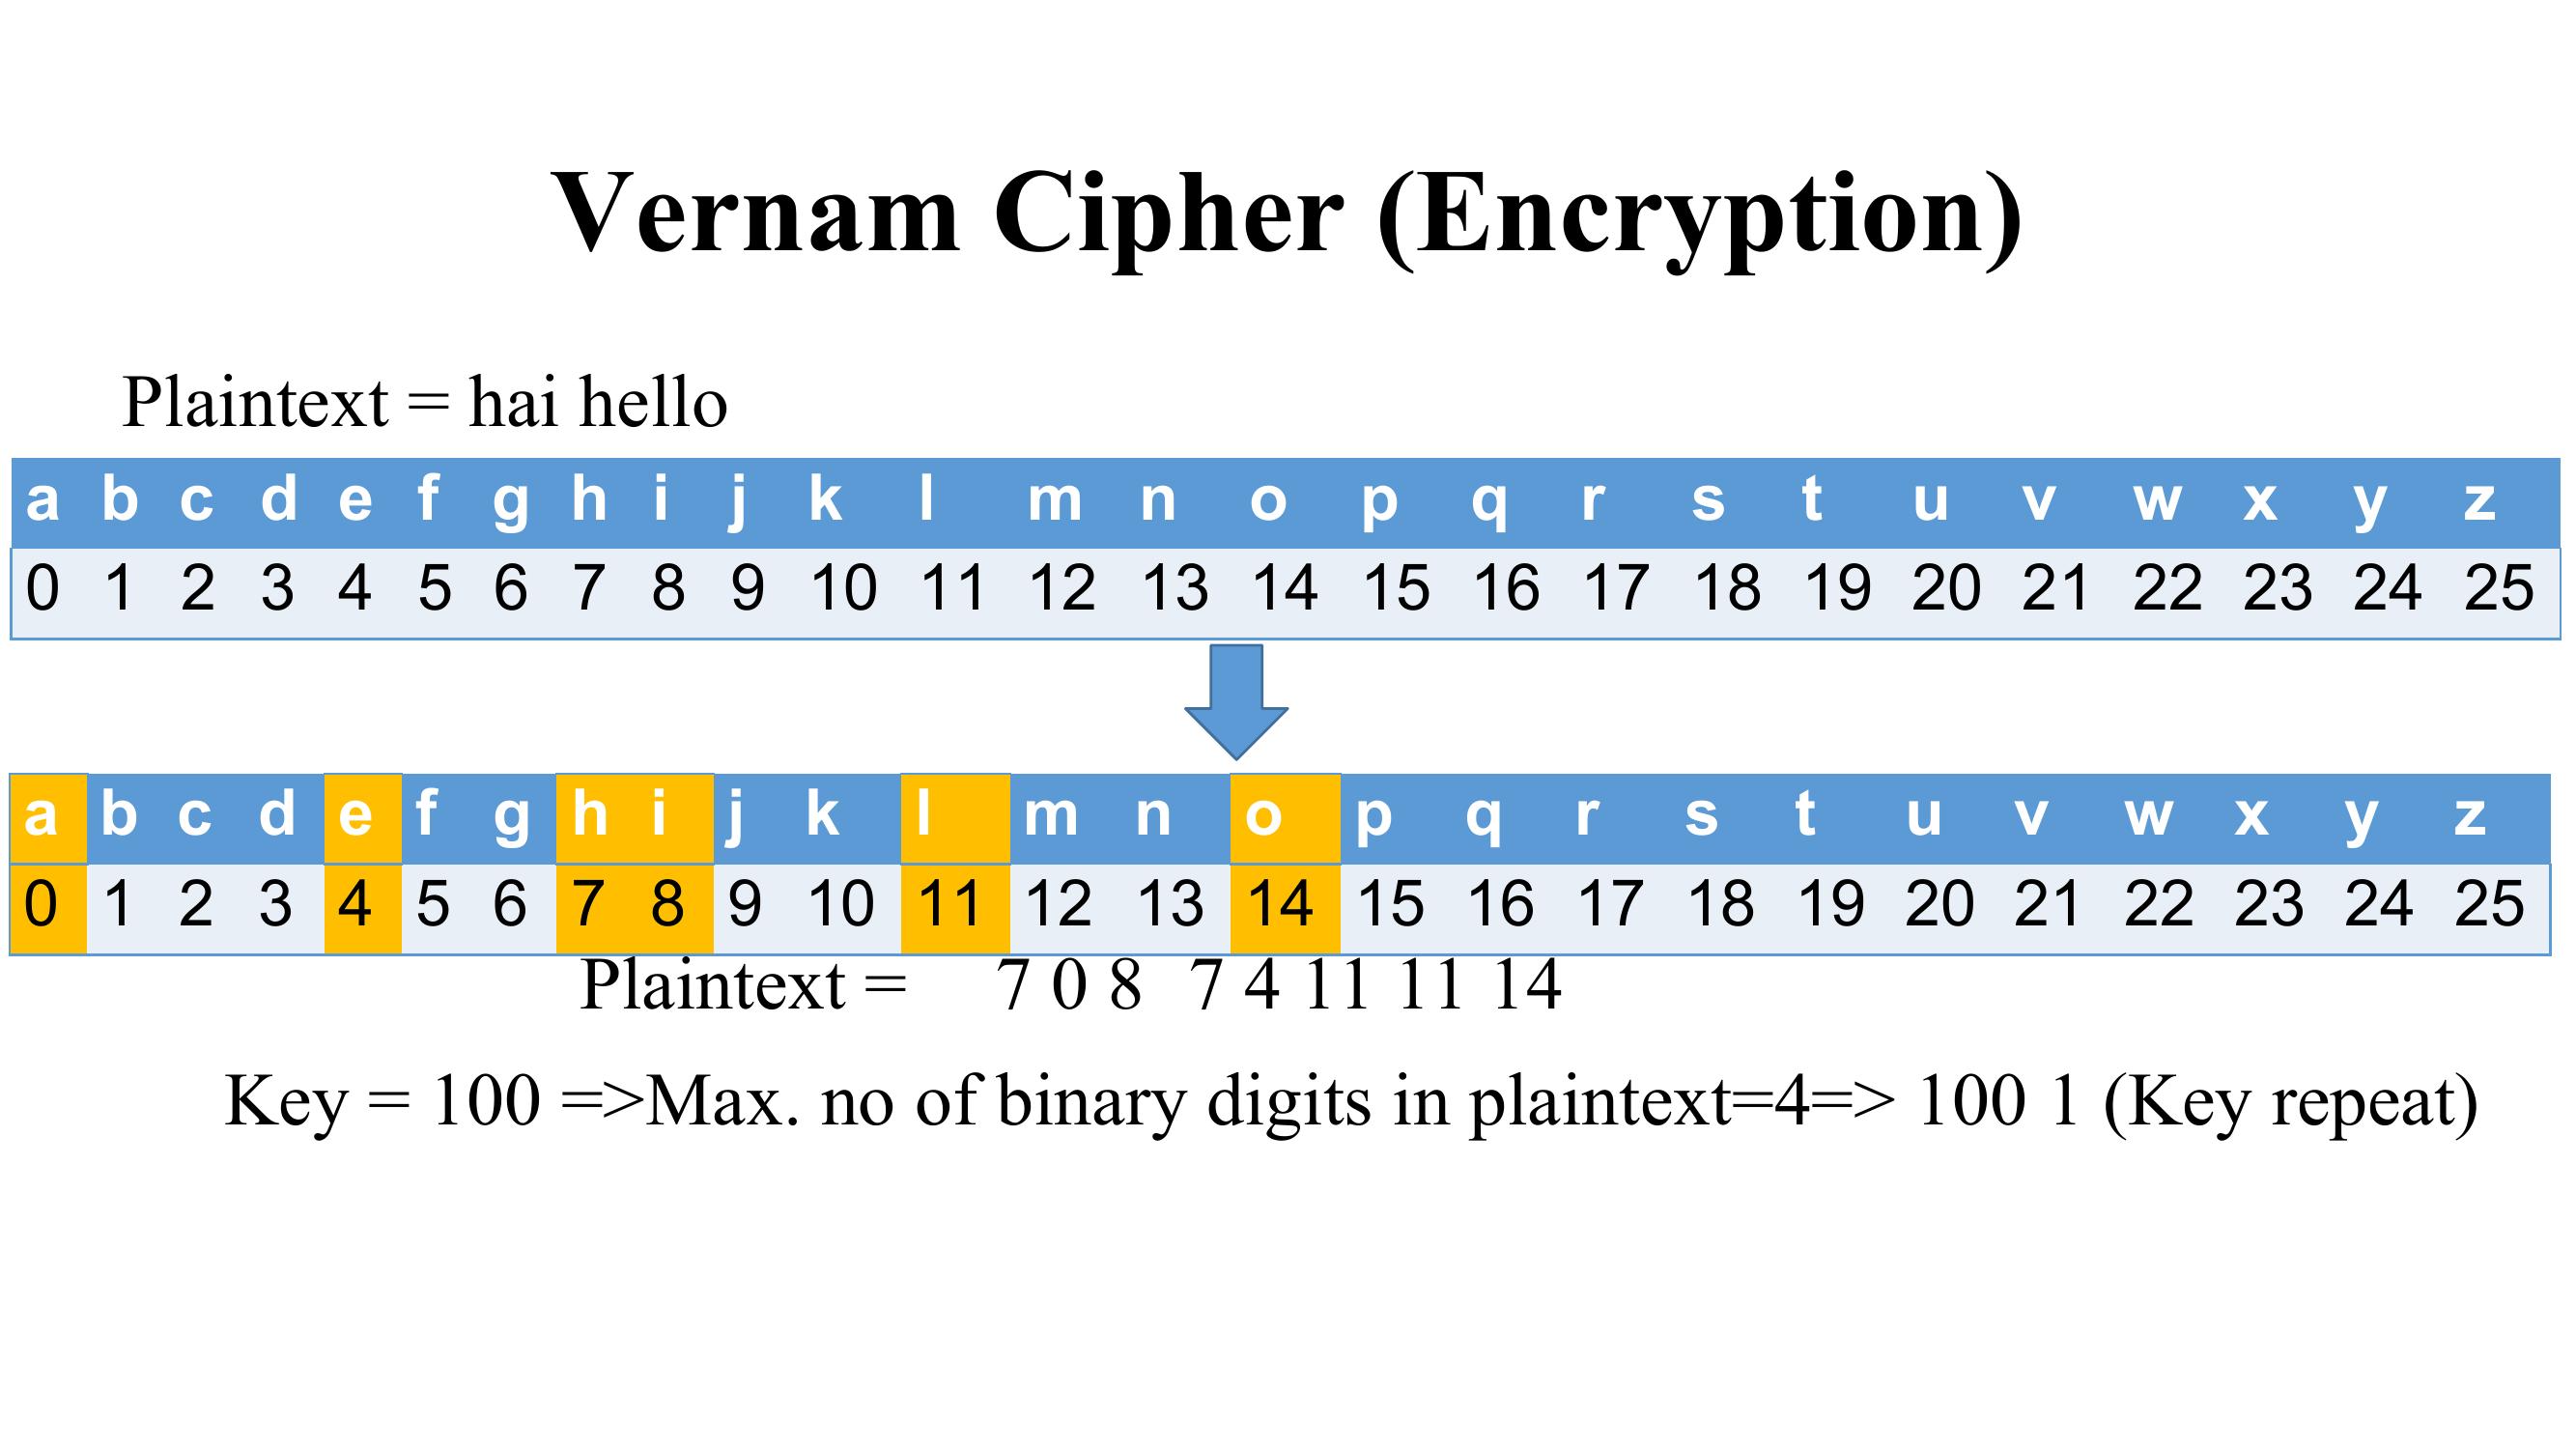 Vernam Cipher (Encryption)
Plaintext = hai hello
a b c d e f g h i j k l m n o p q r s t u v w x y z
0 1 2 3 4 5 6 7 8 9 10 11 12 13 14 15 16 17 18 19 20 21 22 23 24 25
a b c d e f g h i j k l m n o p q r s t u v w x y z
0 1 2 3 4 5 6 7 8 9 10 11 12 13 14 15 16 17 18 19 20 21 22 23 24 25
Plaintext = 7 0 8 7 4 11 11 14
Key = 100 =>Max. no of binary digits in plaintext=4=> 100 1 (Key repeat)